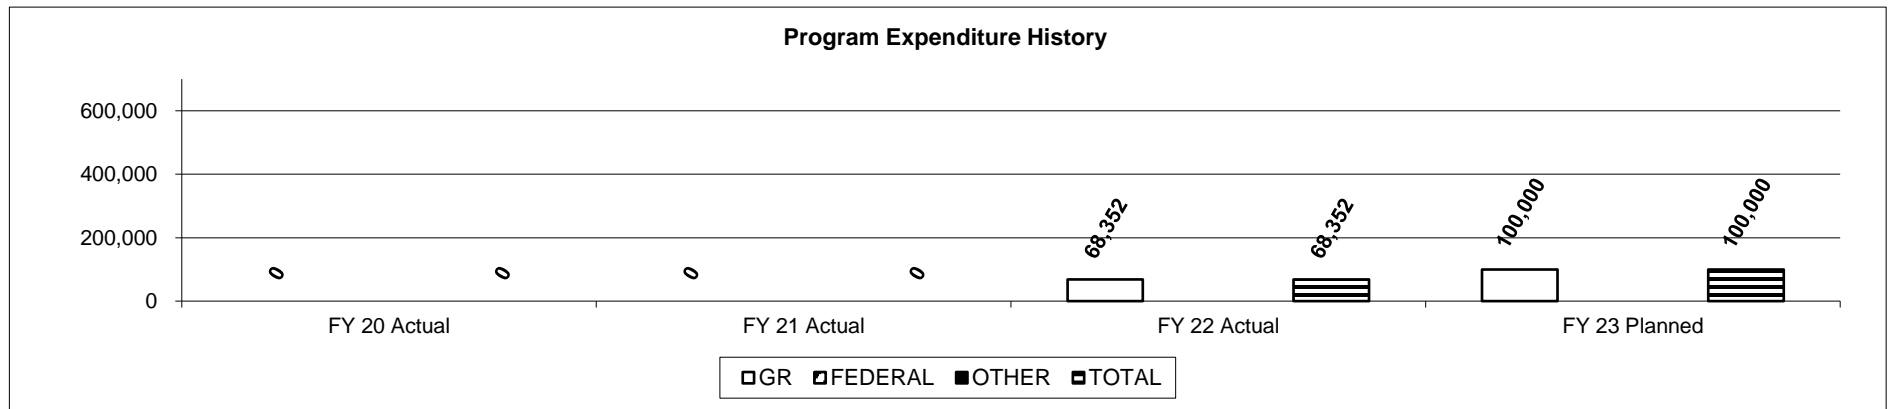 Program Expenditure History
600,000
400,000
200,000
0
0 0 0 0 68,352 68,352 100,000 100,000
FY 20 Actual FY 21 Actual FY 22 Actual FY 23 Planned
GR FEDERAL OTHER TOTAL